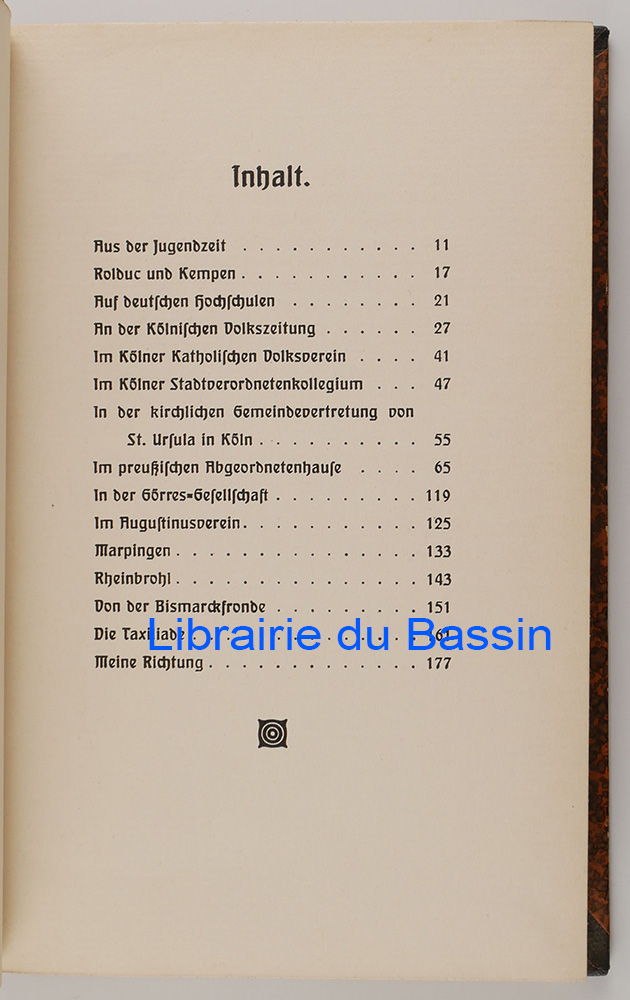 Inhalt.
Aus der Jugendzeit . . . . . . . . . . . 11
Rolduc und Kempen . . . . . . . . . . . 17
Auf deutſchen Hochſchulen . . . . . . . . 21
An der Kölniſchen Volkszeitung . . . . . . 27
Im Kölner Katholiſchen Volksverein . . . . 41
Im Kölner Stadtverordnetenkollegium . . . 47
In der kirchlichen Gemeindevertretung von
St. Urſula in Köln . . . . . . . . . . 55
Im preußiſchen Abgeordnetenhauſe . . . . 65
In der Görres-Geſellſchaft . . . . . . . . . 119
Im Auguſtinusverein . . . . . . . . . . . 125
Marpingen . . . . . . . . . . . . . . . 133
Rheinbrohl . . . . . . . . . . . . . . . 143
Von der Bismarckfronde . . . . . . . . . 151
Die Taxiliade . . . . . . . . . . . . . . 161
Librairie du Bassin
Meine Richtung . . . . . . . . . . . . . 177